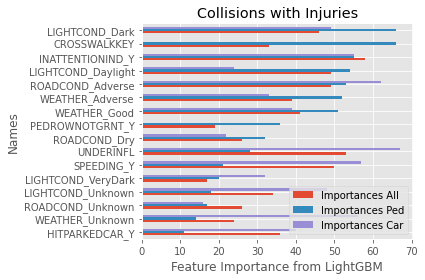 Collisions with Injuries
LIGHTCOND_Dark
CROSSWALKKEY
INATTENTIONIND_Y
LIGHTCOND_Daylight
ROADCOND_Adverse
WEATHER_Adverse
WEATHER_Good
PEDROWNOTGRNT_Y
ROADCOND_Dry
UNDERINFL
SPEEDING_Y
LIGHTCOND_VeryDark
LIGHTCOND_Unknown
ROADCOND_Unknown
WEATHER_Unknown
HITPARKEDCAR_Y
Names
Importances All
Importances Ped
Importances Car
0 10 20 30 40 50 60 70
Feature Importance from LightGBM